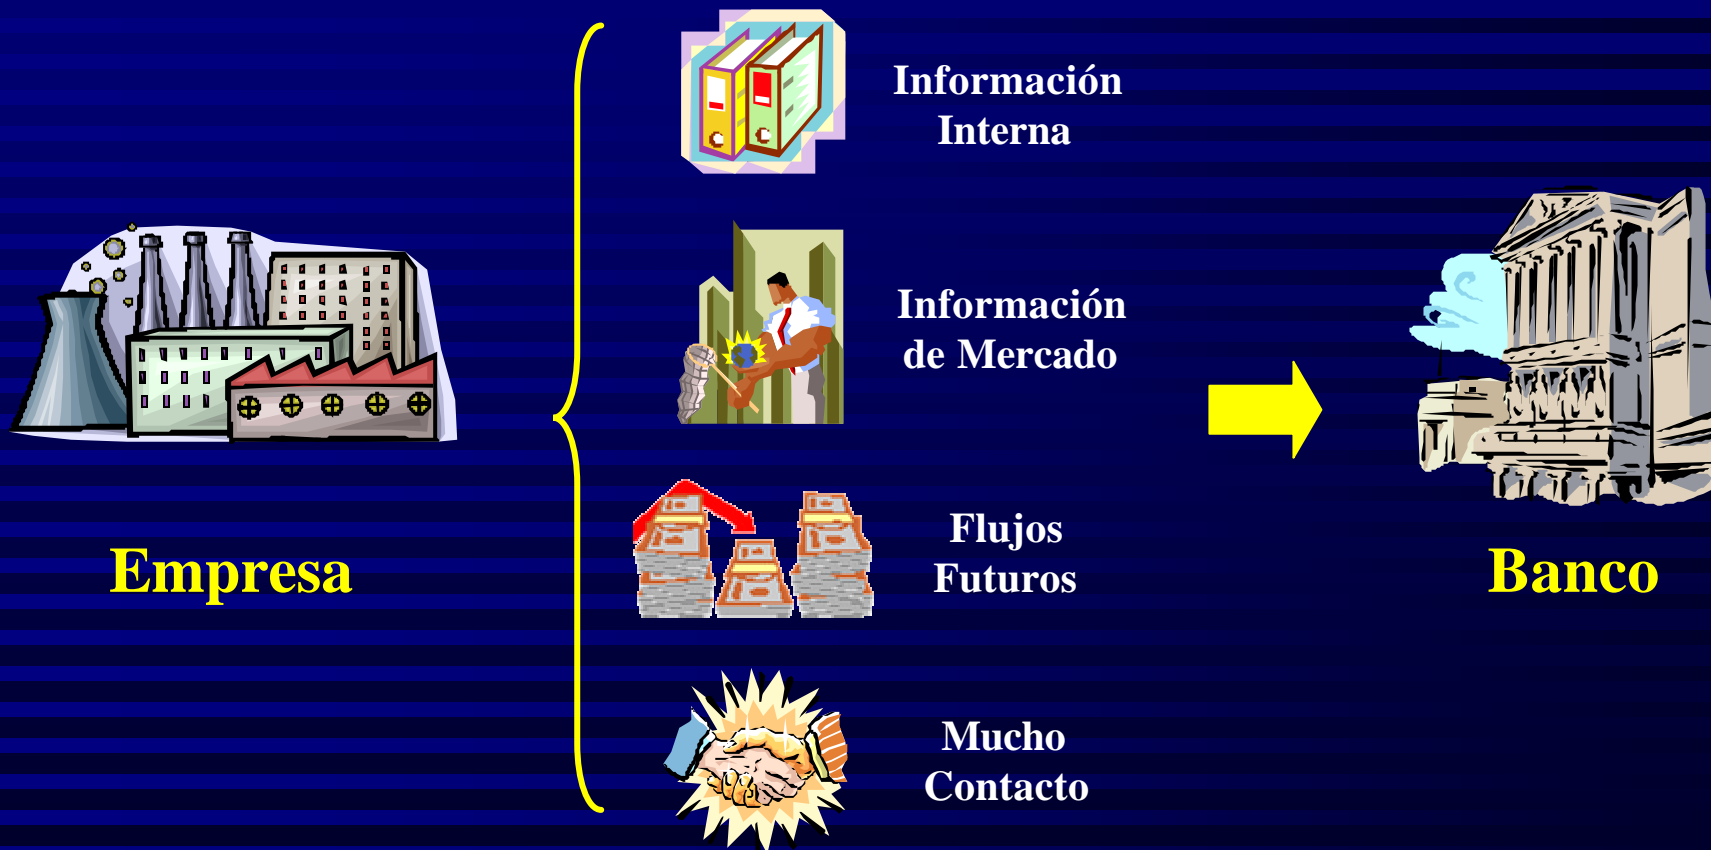 Información
Interna
Información
de Mercado
Flujos
Futuros
Mucho
Contacto
Empresa
Banco